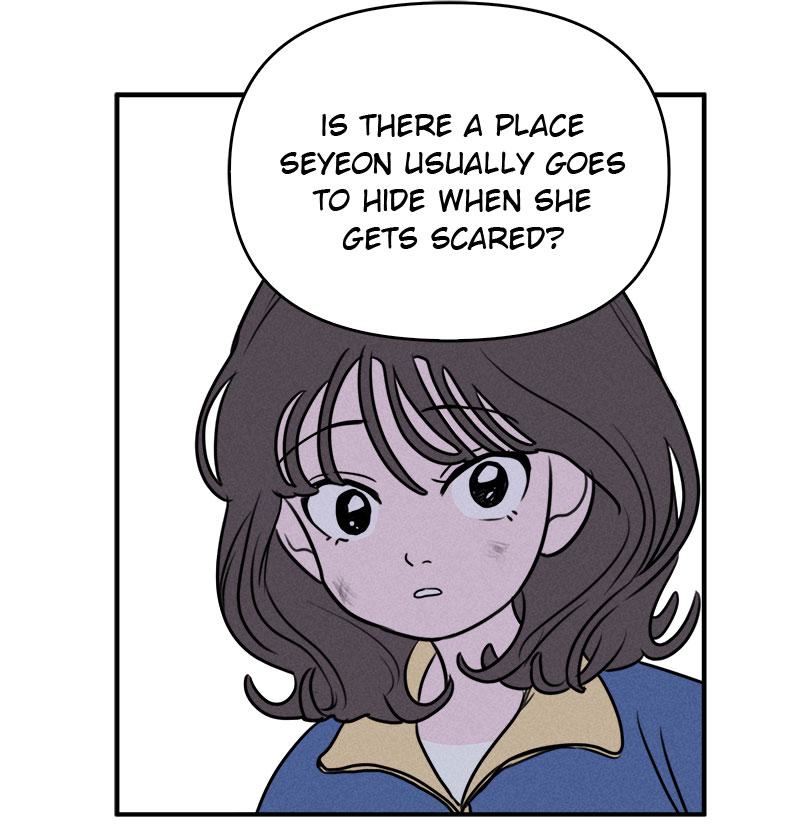 IS THERE A PLACE
SEYEON USUALLY GOES
TO HIDE WHEN SHE
GETS SCARED?